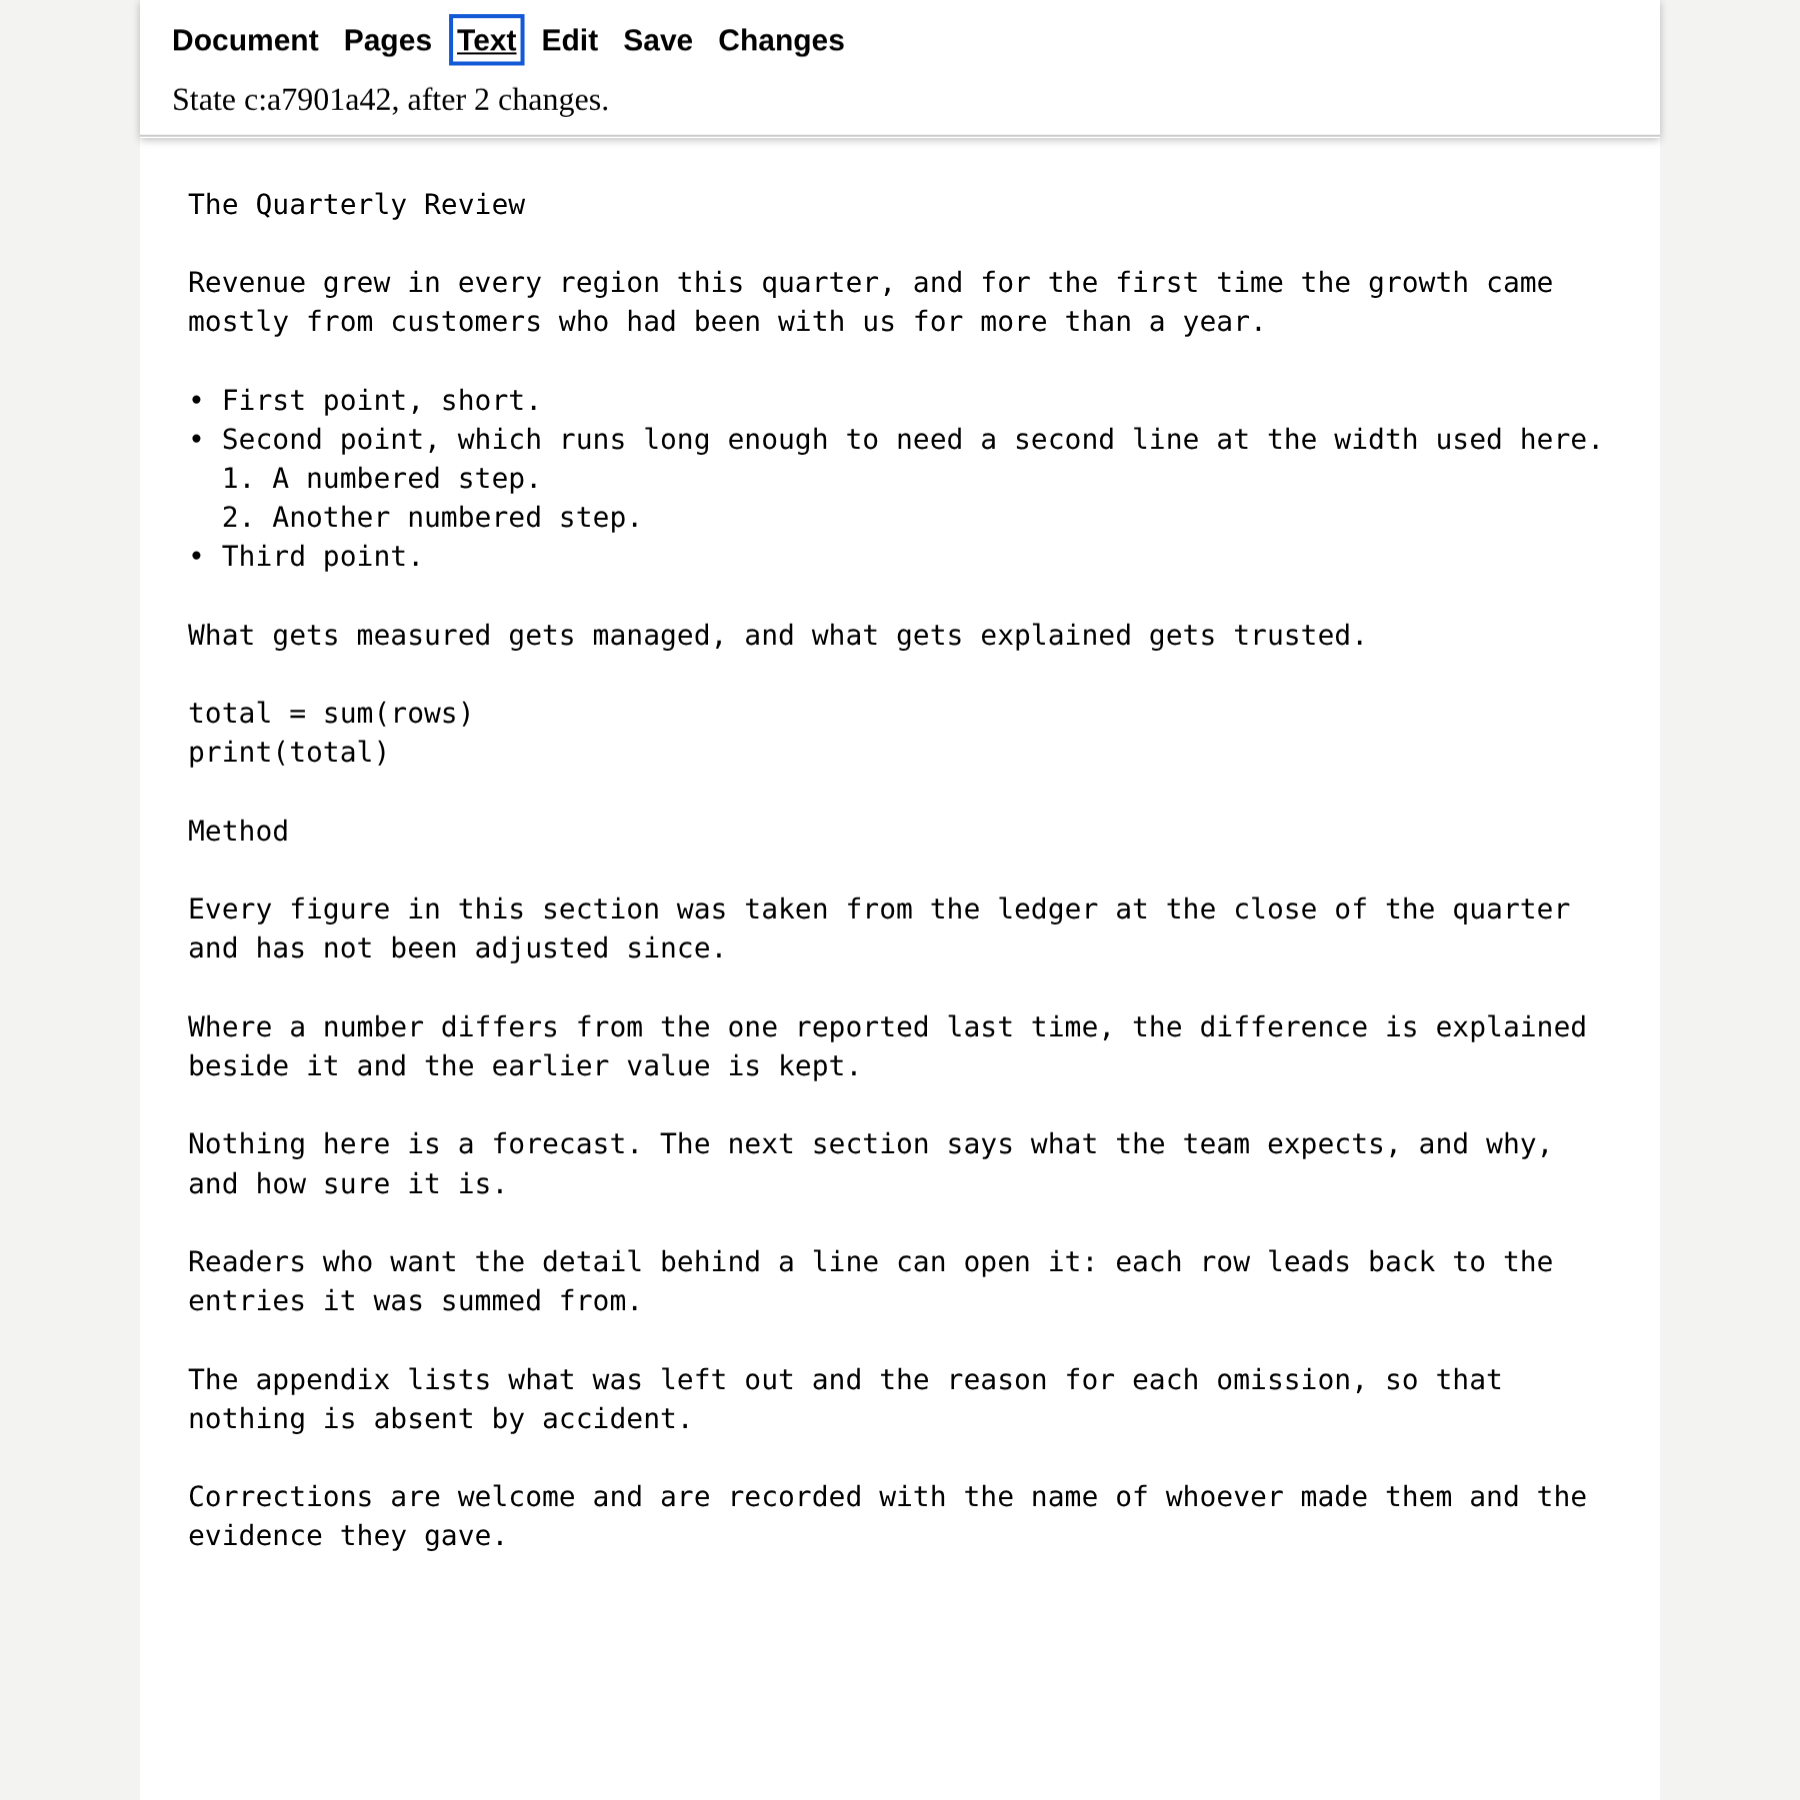 Document Pages Text Edit Save Changes
State c:a7901a42, after 2 changes.
The Quarterly Review
Revenue grew in every region this quarter, and for the first time the growth came
mostly from customers who had been with us for more than a year.
• First point, short.
• Second point, which runs long enough to need a second line at the width used here.
1. A numbered step.
2. Another numbered step.
• Third point.
What gets measured gets managed, and what gets explained gets trusted.
total = sum(rows)
print(total)
Method
Every figure in this section was taken from the ledger at the close of the quarter
and has not been adjusted since.
Where a number differs from the one reported last time, the difference is explained
beside it and the earlier value is kept.
Nothing here is a forecast. The next section says what the team expects, and why,
and how sure it is.
Readers who want the detail behind a line can open it: each row leads back to the
entries it was summed from.
The appendix lists what was left out and the reason for each omission, so that
nothing is absent by accident.
Corrections are welcome and are recorded with the name of whoever made them and the
evidence they gave.